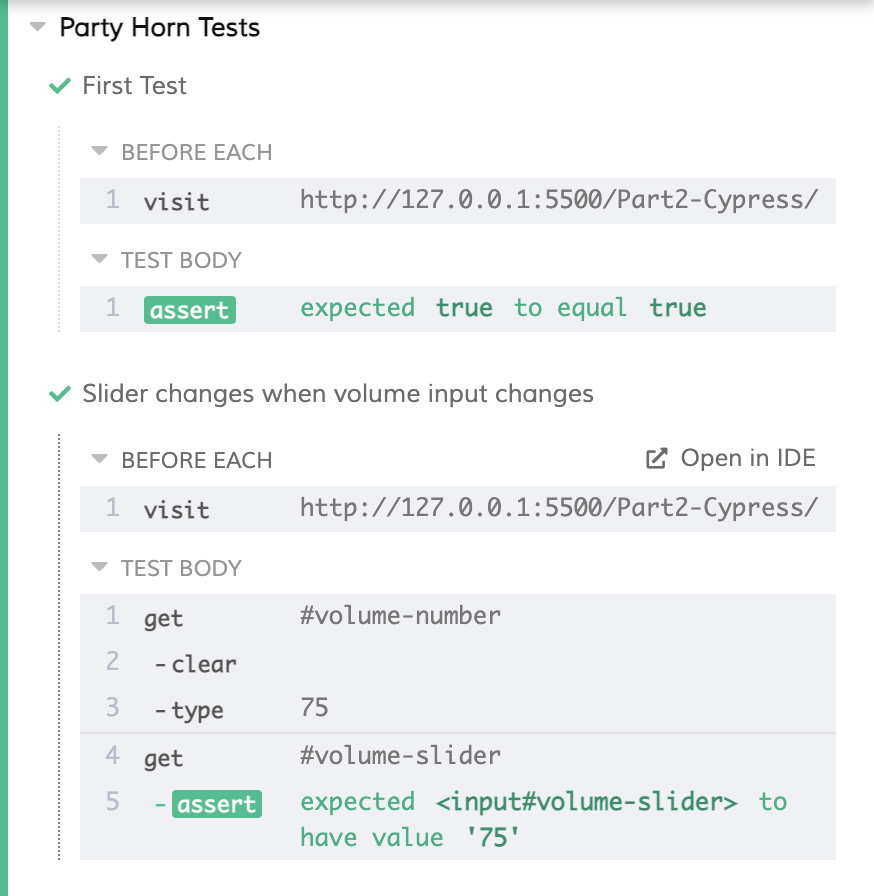 Party Horn Tests
First Test
BEFORE EACH
1 visit http://127.0.0.1:5500/Part2-Cypress/
TEST BODY
1 assert expected true to equal true
Slider changes when volume input changes
BEFORE EACH Open in IDE
1 visit http://127.0.0.1:5500/Part2-Cypress/
TEST BODY
1 get #volume-number
2 -clear
3 -type 75
4 get #volume-slider
5 -assert expected <input#volume-slider> to
have value '75'